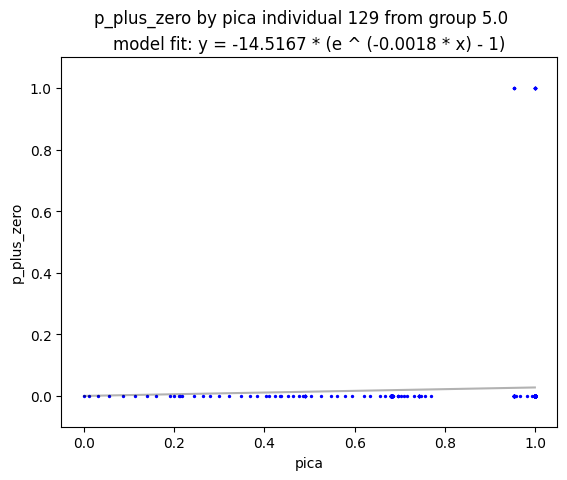 p_plus_zero by pica individual 129 from group 5.0
model fit: y = -14.5167 * (e ^ (-0.0018 * x) - 1)
1.0
0.8
0.6
0.4
0.2
0.0
p_plus_zero
0.0 0.2 0.4 0.6 0.8 1.0
pica